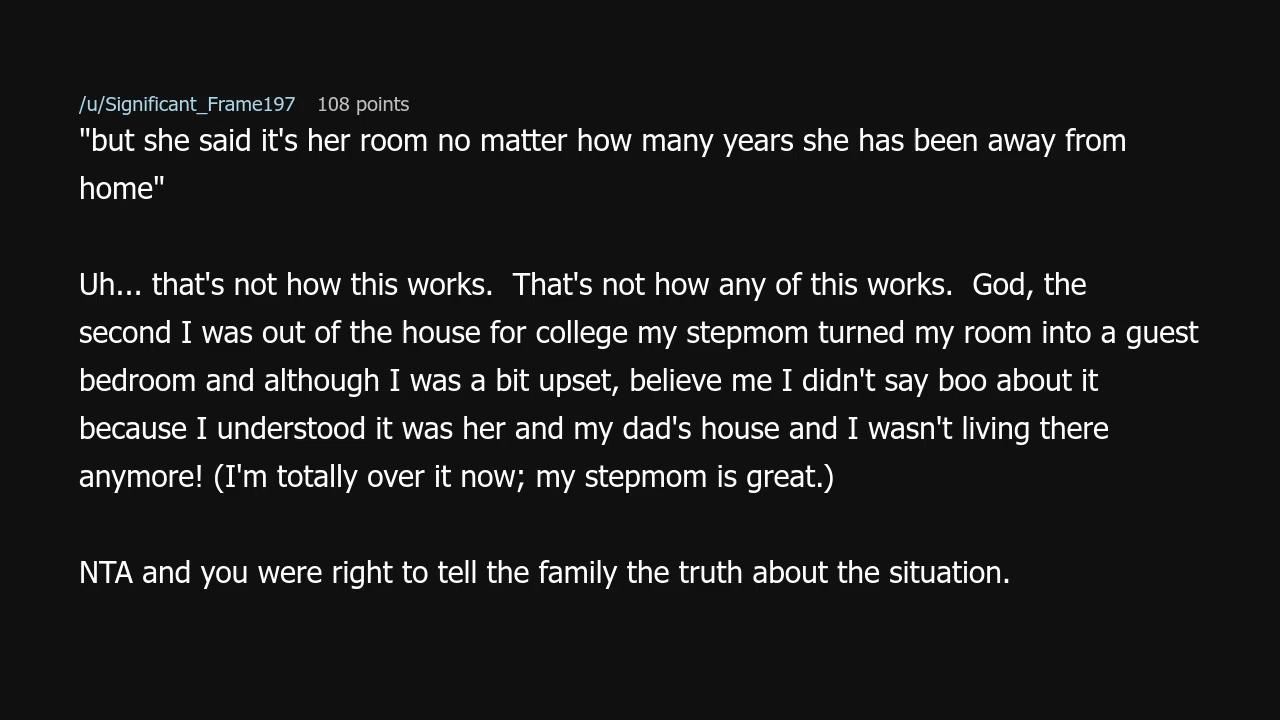 /u/Significant_Frame197 108 points
"but she said it's her room no matter how many years she has been away from
home"
Uh... that's not how this works.  That's not how any of this works.  God, the
second I was out of the house for college my stepmom turned my room into a guest
bedroom and although I was a bit upset, believe me I didn't say boo about it
because I understood it was her and my dad's house and I wasn't living there
anymore! (I'm totally over it now; my stepmom is great.)
NTA and you were right to tell the family the truth about the situation.